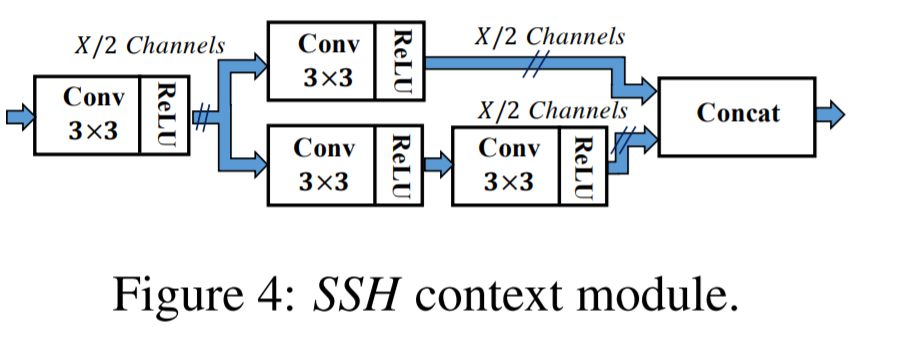 X/2 Channels
Conv
3×3
ReLU
Conv
3×3
ReLU
X/2 Channels
Conv
3×3
ReLU
X/2 Channels
Conv
3×3
ReLU
Concat
Figure 4: SSH context module.